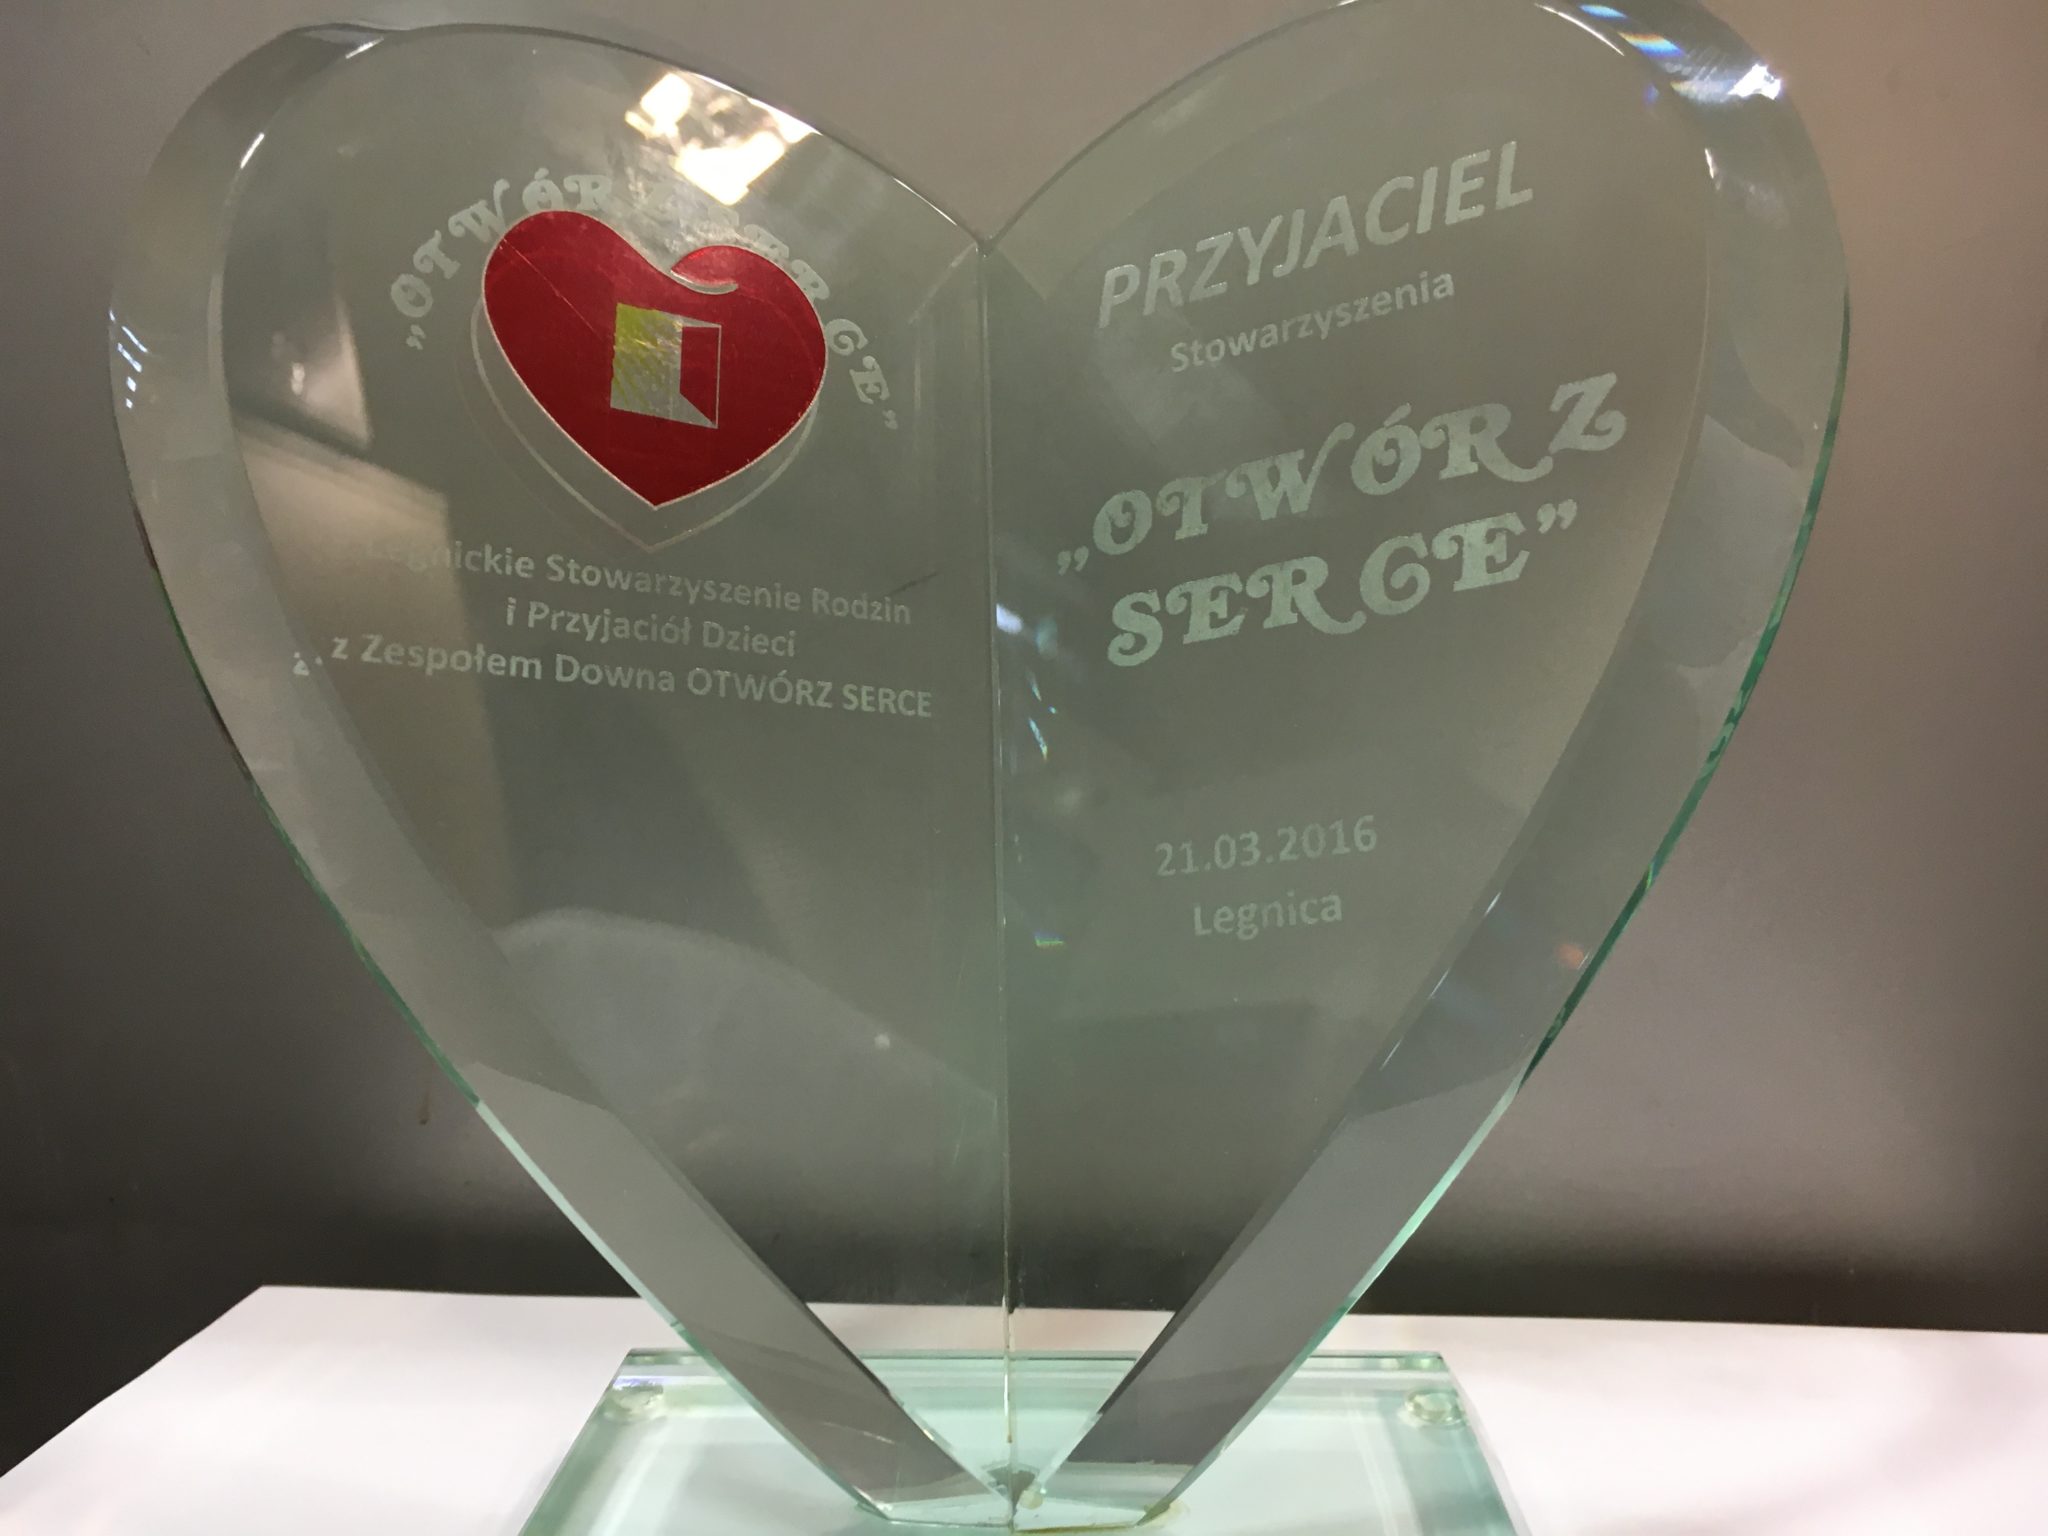 „OTWÓRZ SERCE”
Legnickie Stowarzyszenie Rodzin
i Przyjaciół Dzieci
z Zespołem Downa OTWÓRZ SERCE
PRZYJACIEL
Stowarzyszenia
„OTWÓRZ
SERCE”
21.03.2016
Legnica